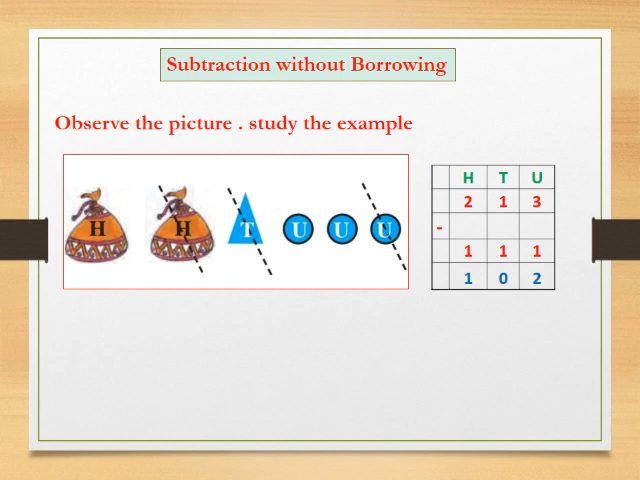 Subtraction without Borrowing
Observe the picture . study the example
H H T U U U
H T U
2 1 3
-
1 1 1
1 0 2